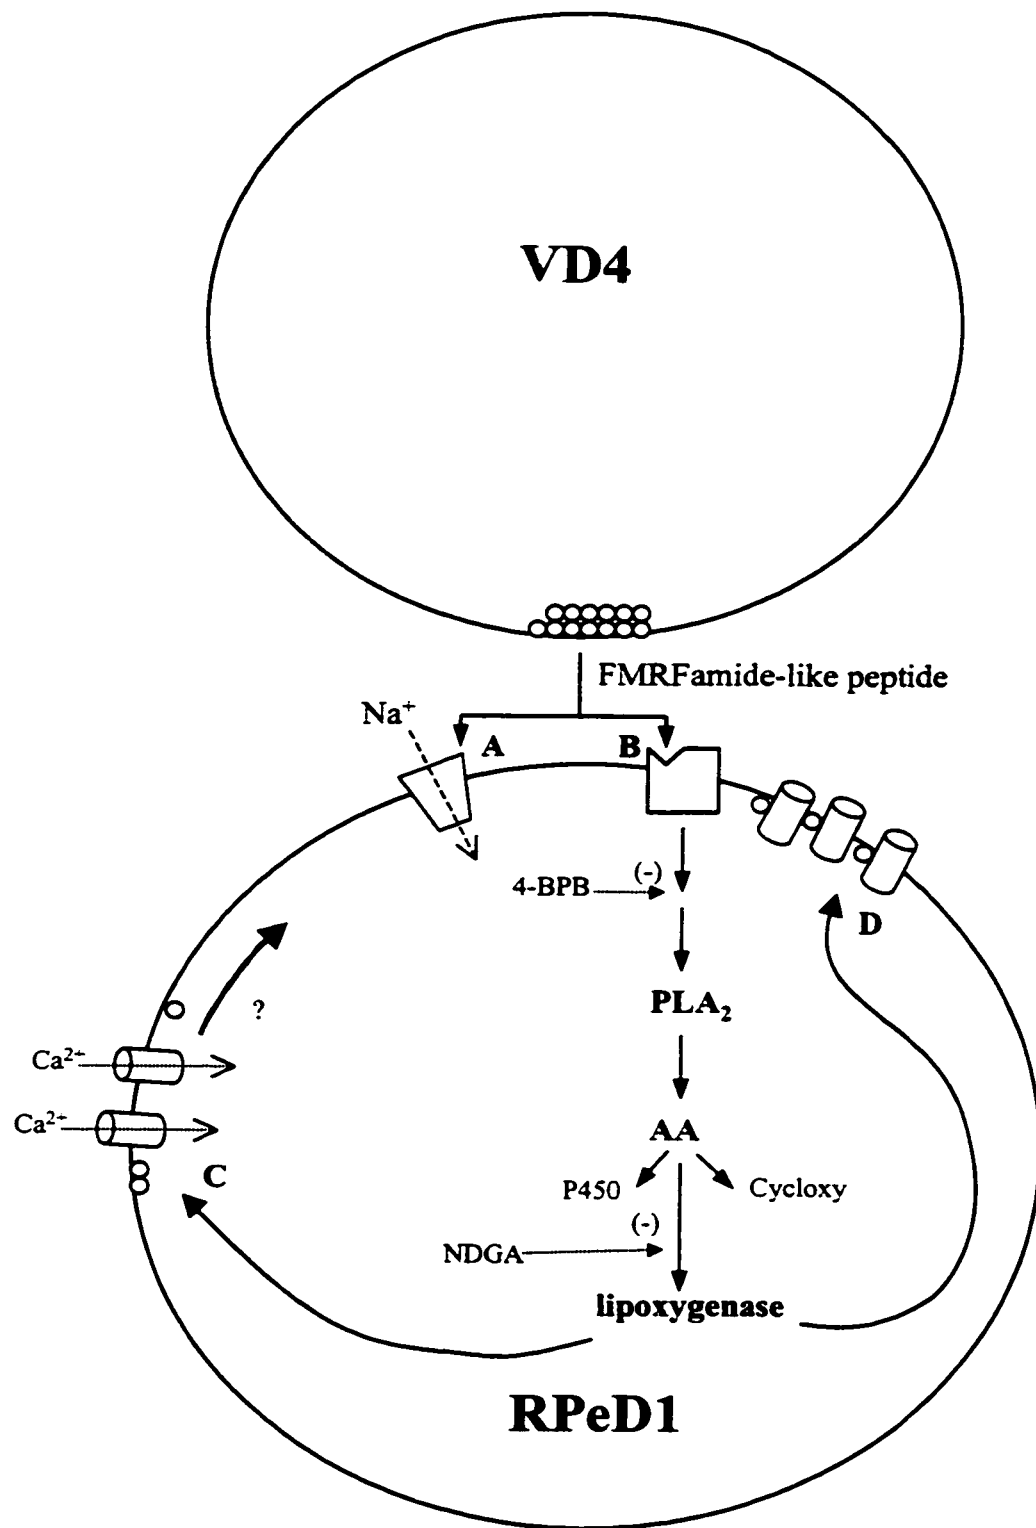 VD4
FMRFamide-like peptide
Na⁺
A
B
(-)
4-BPB
D
PLA₂
?
Ca²⁺
Ca²⁺
AA
C
P450
Cycloxy
(-)
NDGA
lipoxygenase
RPeD1